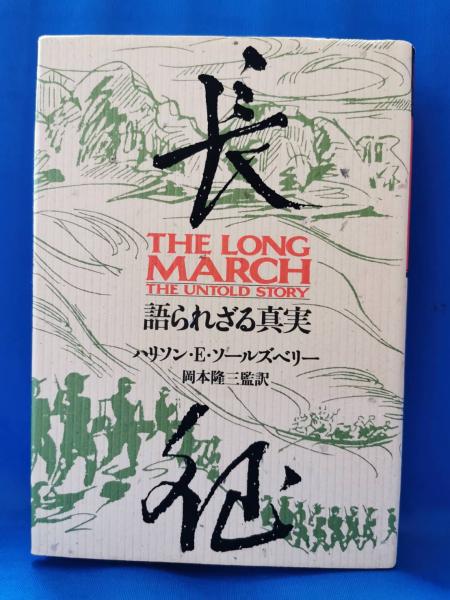 長
THE LONG
MARCH
THE UNTOLD STORY
語られざる真実
ハリソン・E・ソールズベリー
岡本隆三監訳
征